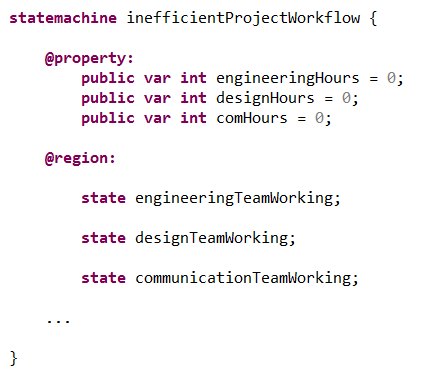 statemachine inefficientProjectWorkflow {
@property:
public var int engineeringHours = 0;
public var int designHours = 0;
public var int comHours = 0;
@region:
state engineeringTeamWorking;
state designTeamWorking;
state communicationTeamWorking;
...
}